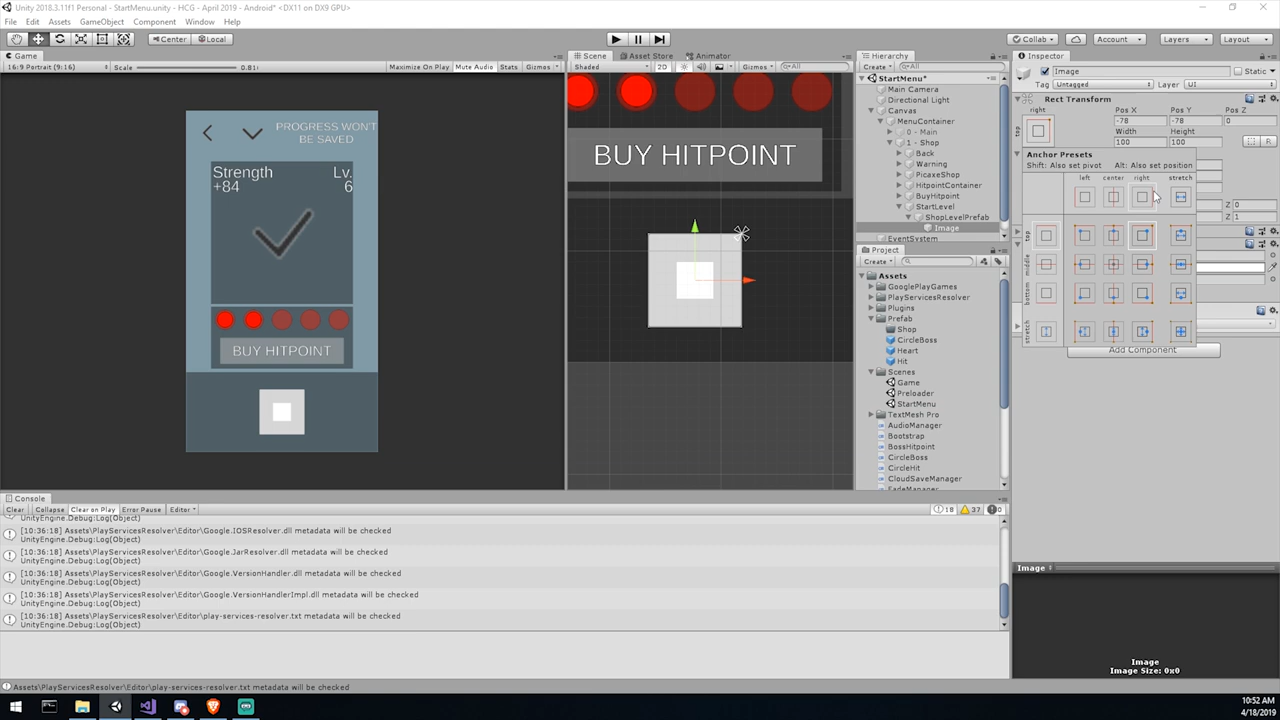 Unity 2018.3.11f1 Personal - StartMenu.unity - HCG - April 2019 - Android* <DX11 on DX9 GPU>
File Edit Assets GameObject Component Window Help
Center Local
Collab Account Layers Layout
Game
Scene Asset Store Animator
Hierarchy
Inspector
16:9 Portrait (9:16) Scale 0.81 Maximize On Play Mute Audio Stats Gizmos
Shaded 2D Gizmos All
Create All
Image Static
Tag Untagged Layer UI
StartMenu*
Main Camera
Directional Light
Canvas
MenuContainer
0 - Main
1 - Shop
Back
Warning
PicaxeShop
HitpointContainer
BuyHitpoint
StartLevel
ShopLevelPrefab
Image
EventSystem
Rect Transform
right
top
Pos X Pos Y Pos Z
-78 -78 0
Width Height
100 100
R
Anchor Presets
Shift: Also set pivot Alt: Also set position
left center right stretch
top
middle
bottom
stretch
Z 0
Z 1
Add Component
PROGRESS WON'T
BE SAVED
Strength Lv.
+84 6
BUY HITPOINT
BUY HITPOINT
Project
Create
Assets
GooglePlayGames
PlayServicesResolver
Plugins
Prefab
Shop
CircleBoss
Heart
Hit
Scenes
Game
Preloader
StartMenu
TextMesh Pro
AudioManager
Bootstrap
BossHitpoint
CircleBoss
CircleHit
CloudSaveManager
FadeManager
Console
Clear Collapse Clear on Play Error Pause Editor 18 37 0
UnityEngine.Debug:Log(Object)
[10:36:18] Assets\PlayServicesResolver\Editor\Google.IOSResolver.dll metadata will be checked
UnityEngine.Debug:Log(Object)
[10:36:18] Assets\PlayServicesResolver\Editor\Google.JarResolver.dll metadata will be checked
UnityEngine.Debug:Log(Object)
[10:36:18] Assets\PlayServicesResolver\Editor\Google.VersionHandler.dll metadata will be checked
UnityEngine.Debug:Log(Object)
[10:36:18] Assets\PlayServicesResolver\Editor\Google.VersionHandlerImpl.dll metadata will be checked
UnityEngine.Debug:Log(Object)
[10:36:18] Assets\PlayServicesResolver\Editor\play-services-resolver.txt metadata will be checked
UnityEngine.Debug:Log(Object)
Image
Image
Image Size: 0x0
Assets\PlayServicesResolver\Editor\play-services-resolver.txt metadata will be checked
10:52 AM
4/18/2019